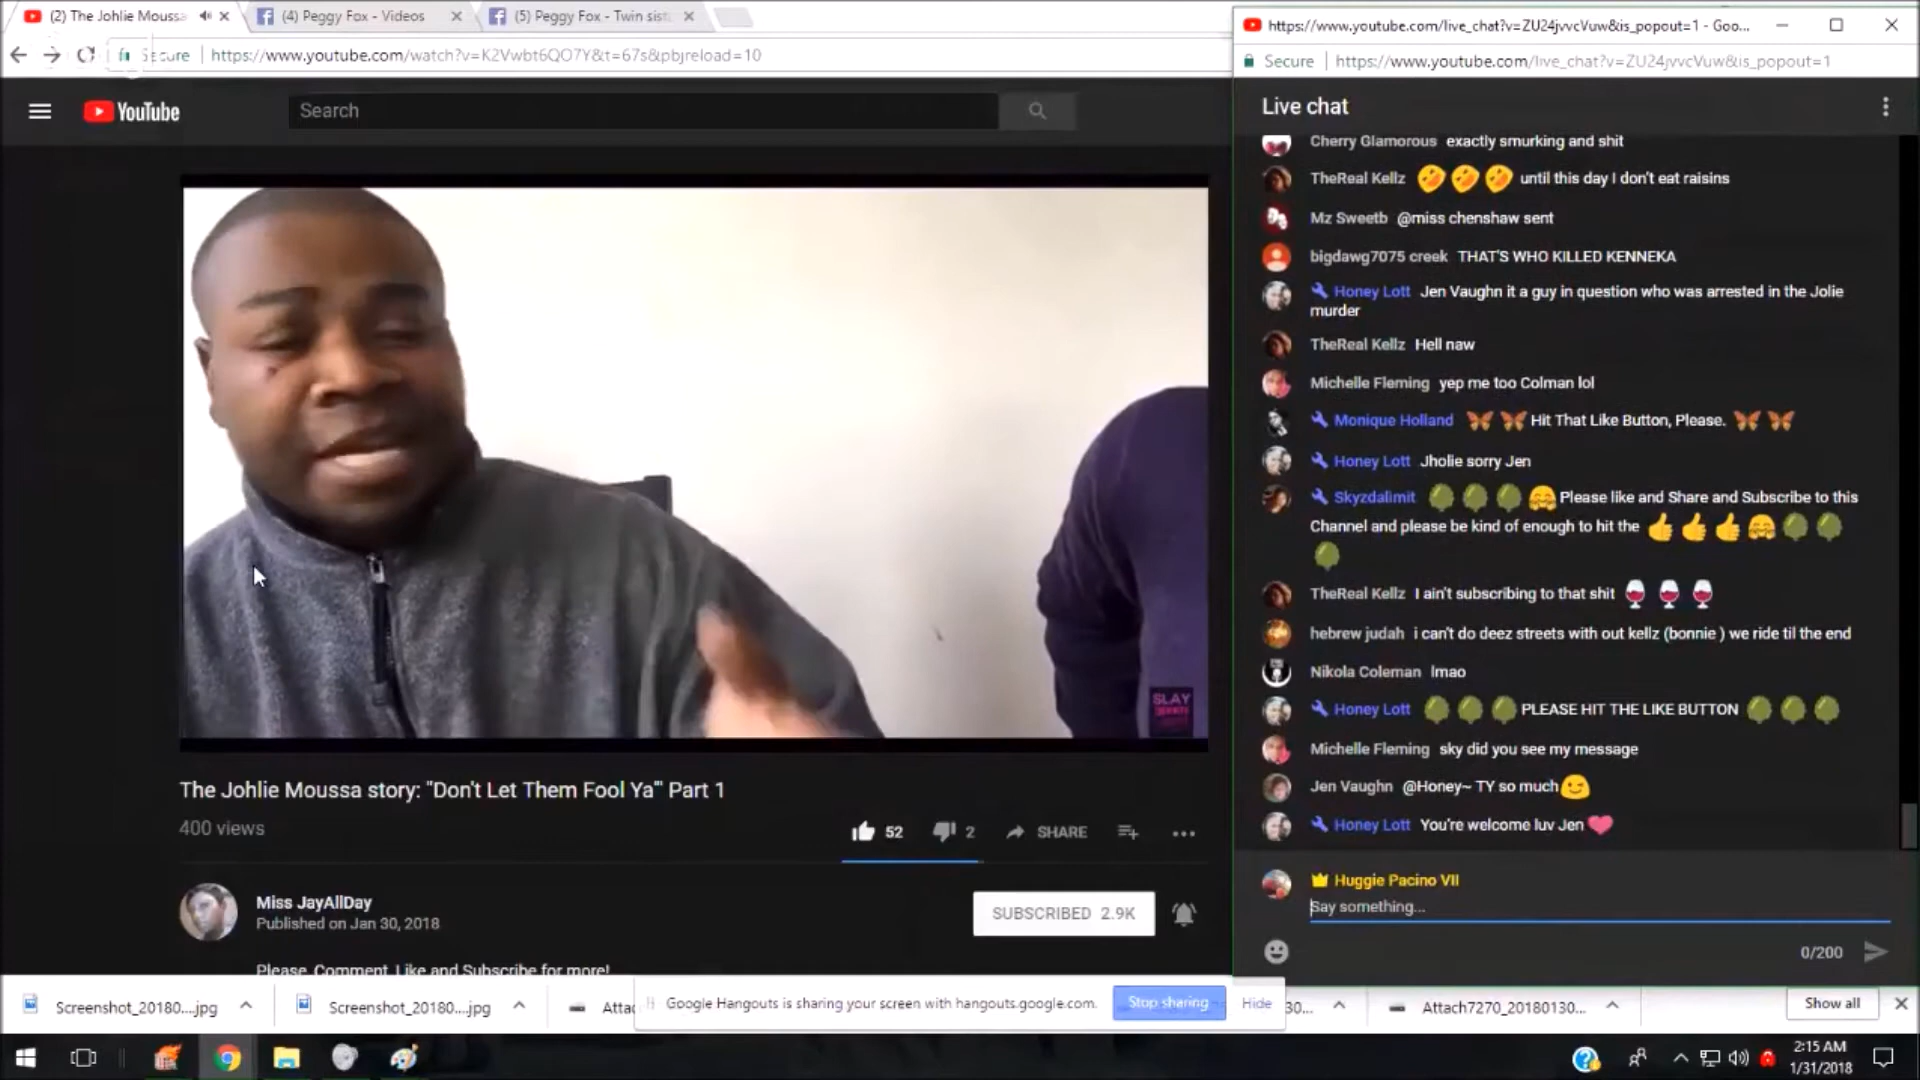 (2) The Johlie Moussa
(4) Peggy Fox - Videos
(5) Peggy Fox - Twin sist
Secure https://www.youtube.com/watch?v=K2Vwbt6QO7Y&t=67s&pbjreload=10
YouTube
Search
SLAY
The Johlie Moussa story: "Don't Let Them Fool Ya'" Part 1
400 views
52
2
SHARE
Miss JayAllDay
Published on Jan 30, 2018
SUBSCRIBED 2.9K
Please, Comment, Like and Subscribe for more!
https://www.youtube.com/live_chat?v=ZU24jvvcVuw&is_popout=1 - Goo...
Secure https://www.youtube.com/live_chat?v=ZU24jvvcVuw&is_popout=1
Live chat
Cherry Glamorous exactly smurking and shit
TheReal Kellz 🤣🤣🤣 until this day I don't eat raisins
Mz Sweetb @miss chenshaw sent
bigdawg7075 creek THAT'S WHO KILLED KENNEKA
Honey Lott Jen Vaughn it a guy in question who was arrested in the Jolie
murder
TheReal Kellz Hell naw
Michelle Fleming yep me too Colman lol
Monique Holland 🦋🦋 Hit That Like Button, Please. 🦋🦋
Honey Lott Jholie sorry Jen
Skyzdalimit Please like and Share and Subscribe to this
Channel and please be kind of enough to hit the 👍👍👍🤗
TheReal Kellz I ain't subscribing to that shit 🍷🍷🍷
hebrew judah i can't do deez streets with out kellz (bonnie ) we ride til the end
Nikola Coleman lmao
Honey Lott PLEASE HIT THE LIKE BUTTON
Michelle Fleming sky did you see my message
Jen Vaughn @Honey~ TY so much😉
Honey Lott You're welcome luv Jen ❤
Huggie Pacino VII
Say something...
0/200
Screenshot_20180....jpg
Screenshot_20180....jpg
Attac
Google Hangouts is sharing your screen with hangouts.google.com.
Stop sharing
Hide
30...
Attach7270_20180130...
Show all
2:15 AM
1/31/2018